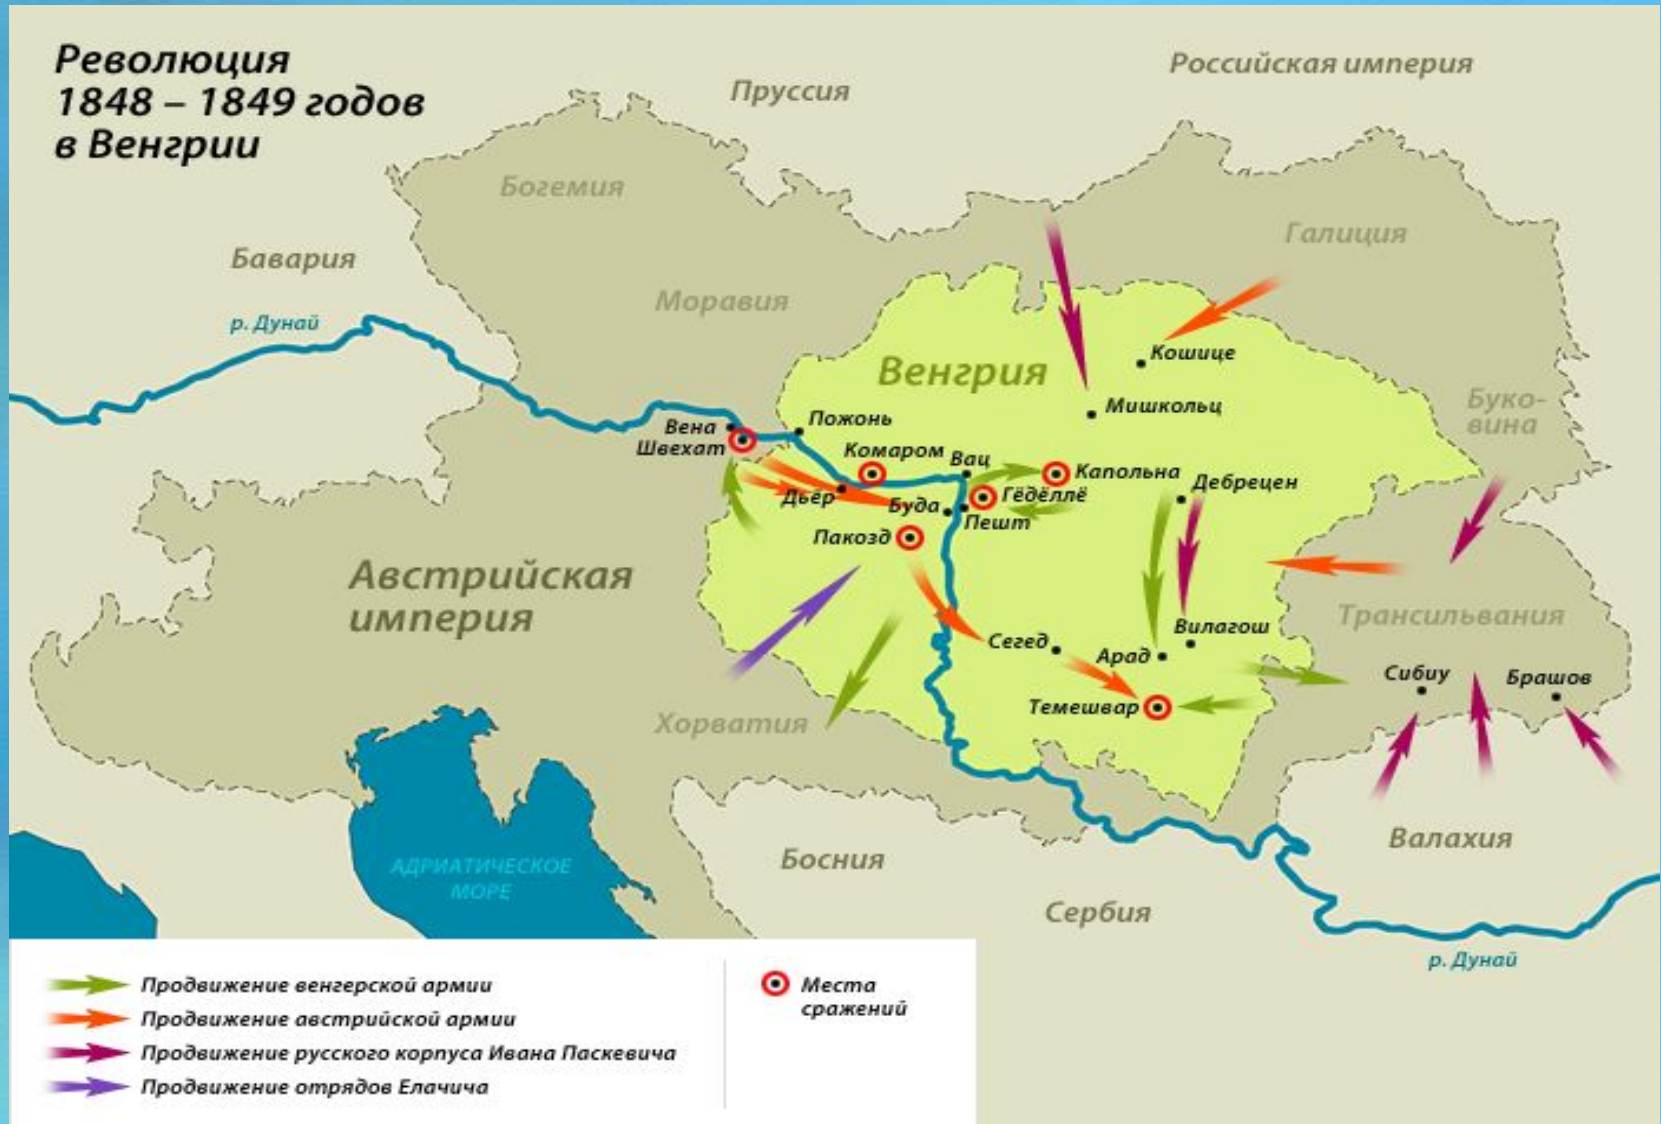 Революция
1848 – 1849 годов
в Венгрии
Пруссия
Российская империя
Богемия
Галиция
Бавария
Моравия
р. Дунай
Венгрия
Кошице
Мишкольц
Буко-
вина
Пожонь
Вена
Швехат
Комаром
Вац
Капольна
Дебрецен
Дьёр
Буда
Гёдёллё
Пешт
Пакозд
Австрийская
империя
Трансильвания
Вилагош
Сегед
Арад
Сибиу
Брашов
Темешвар
Хорватия
Валахия
Босния
АДРИАТИЧЕСКОЕ
МОРЕ
Сербия
р. Дунай
Продвижение венгерской армии
Продвижение австрийской армии
Продвижение русского корпуса Ивана Паскевича
Продвижение отрядов Елачича
Места
сражений